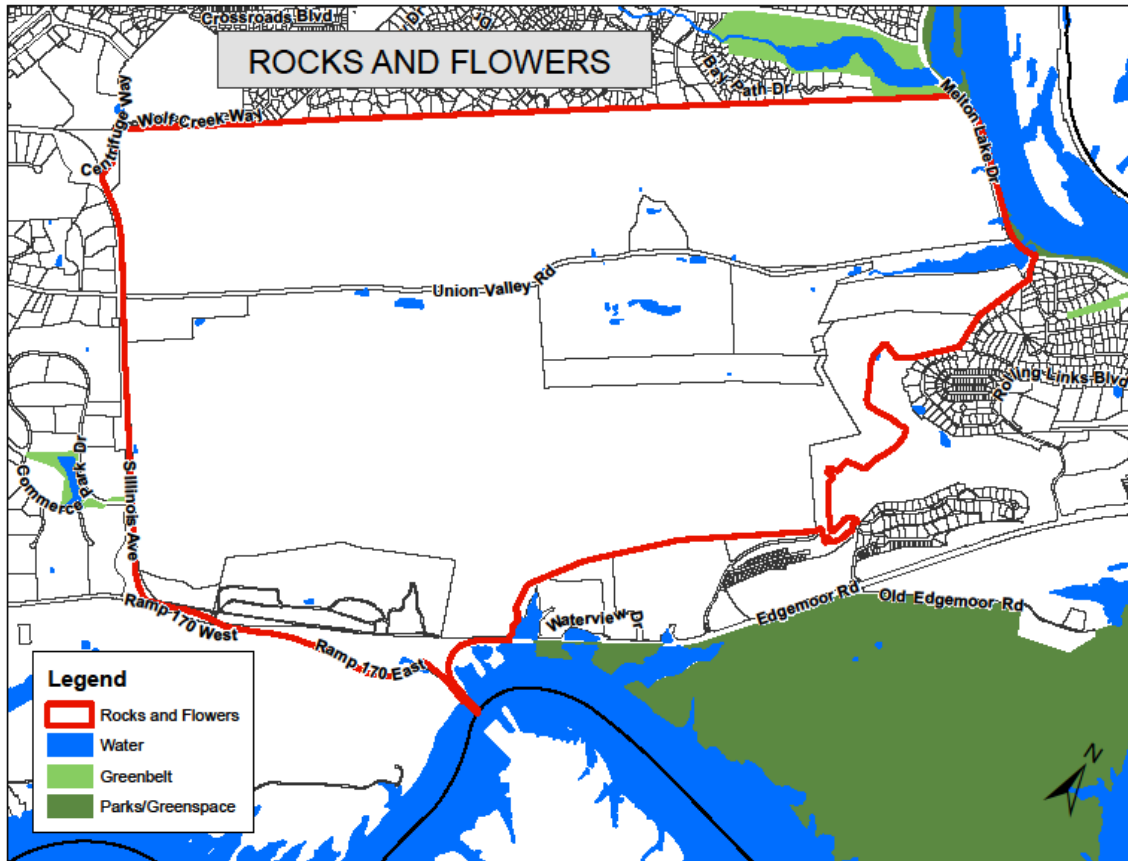 Crossroads Blvd
ROCKS AND FLOWERS
Bay Path Dr
Melton Lake Dr
Wolf Creek Way
Centrifuge Way
Union Valley Rd
Rolling Links Blvd
Commerce Park Dr
S Illinois Ave
Ramp 170 West
Ramp 170 East
Waterview Dr
Edgemoor Rd
Old Edgemoor Rd
Legend
Rocks and Flowers
Water
Greenbelt
Parks/Greenspace
N